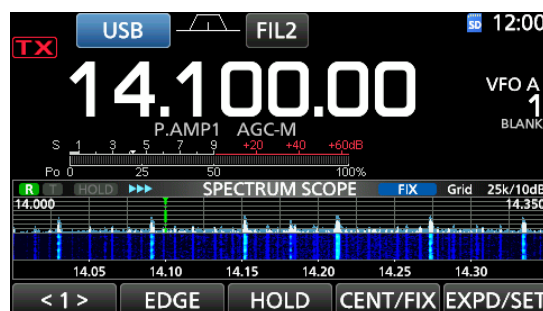 USB FIL2 SD 12:00
TX
14.100.00
VFO A
1
BLANK
P.AMP1 AGC-M
S 1 3 5 7 9 +20 +40 +60dB
Po 0 25 50 100%
R T HOLD SPECTRUM SCOPE FIX Grid 25k/10dB
14.000 14.350
14.05 14.10 14.15 14.20 14.25 14.30
< 1 > EDGE HOLD CENT/FIX EXPD/SET